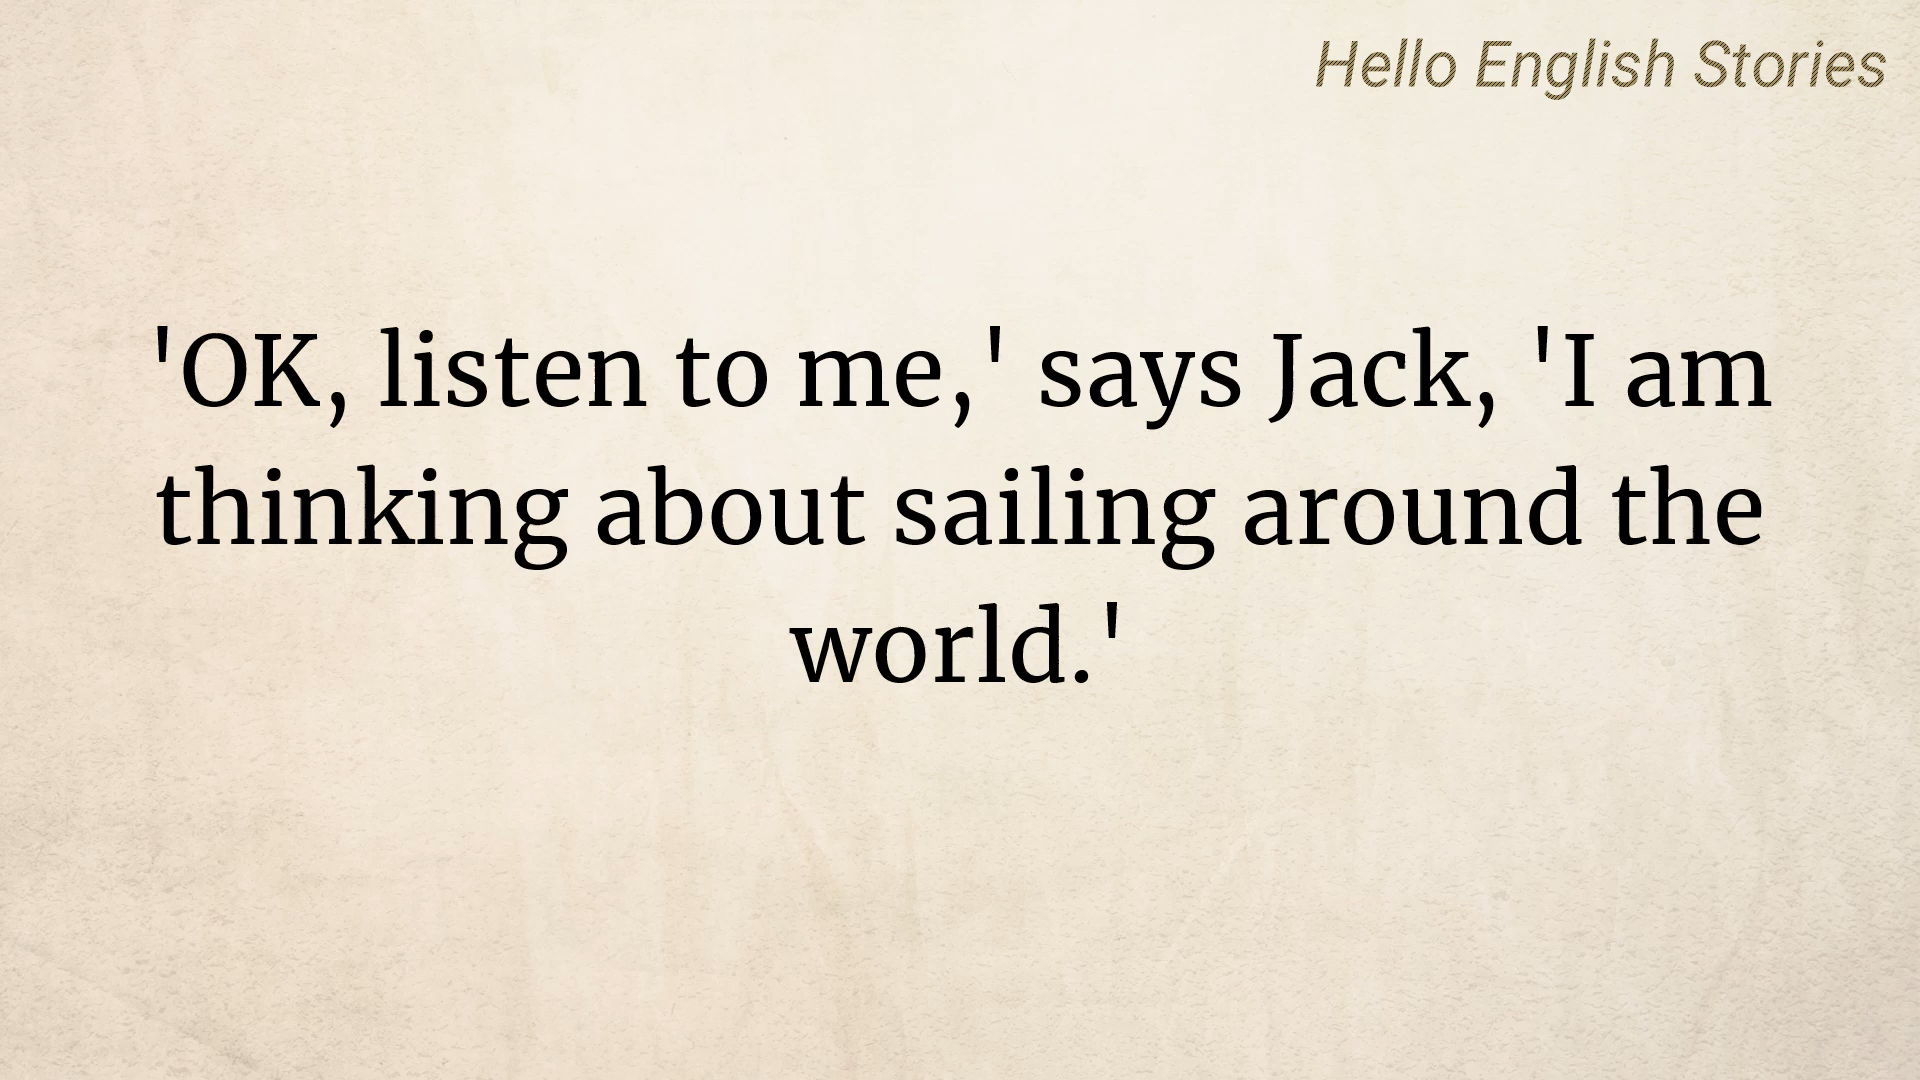 Hello English Stories
'OK, listen to me,' says Jack, 'I am
thinking about sailing around the
world.'